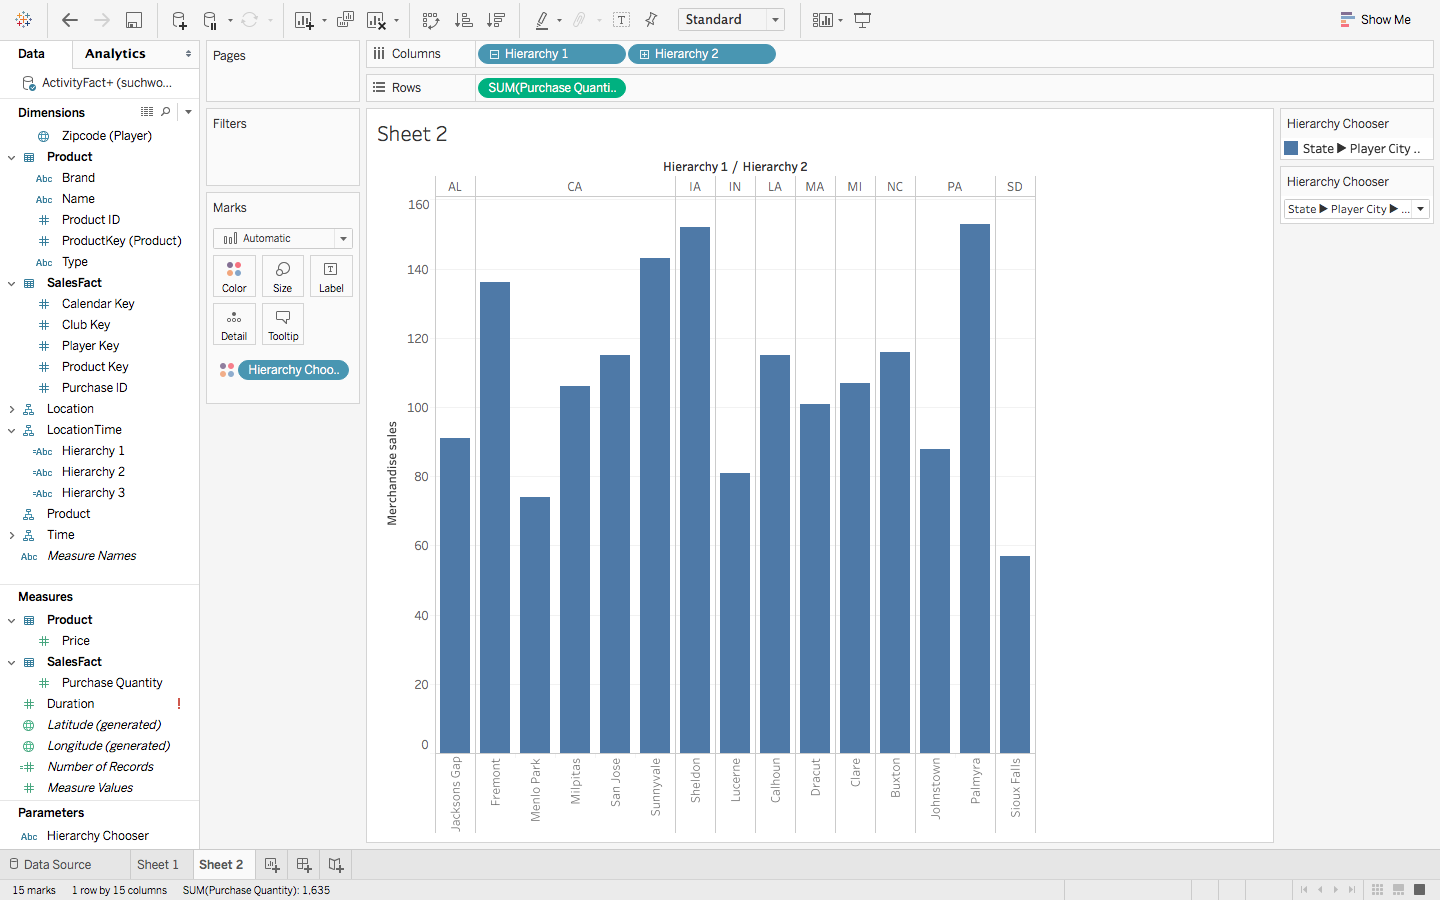 Standard
Show Me
Data
Analytics
ActivityFact+ (suchwo...
Dimensions
Zipcode (Player)
Product
Abc Brand
Abc Name
Product ID
ProductKey (Product)
Abc Type
SalesFact
Calendar Key
Club Key
Player Key
Product Key
Purchase ID
Location
LocationTime
=Abc Hierarchy 1
=Abc Hierarchy 2
=Abc Hierarchy 3
Product
Time
Abc Measure Names
Measures
Product
Price
SalesFact
Purchase Quantity
Duration !
Latitude (generated)
Longitude (generated)
Number of Records
Measure Values
Parameters
Abc Hierarchy Chooser
Pages
Filters
Marks
Automatic
Color Size Label
Detail Tooltip
Hierarchy Choo..
Columns Hierarchy 1 Hierarchy 2
Rows SUM(Purchase Quanti..
Sheet 2
Hierarchy 1 / Hierarchy 2
AL CA IA IN LA MA MI NC PA SD
160
140
120
100
80
60
40
20
0
Merchandise sales
Jacksons Gap
Fremont
Menlo Park
Milpitas
San Jose
Sunnyvale
Sheldon
Lucerne
Calhoun
Dracut
Clare
Buxton
Johnstown
Palmyra
Sioux Falls
Hierarchy Chooser
State ▶ Player City ..
Hierarchy Chooser
State ▶ Player City ▶ ...
Data Source Sheet 1 Sheet 2
15 marks 1 row by 15 columns SUM(Purchase Quantity): 1,635